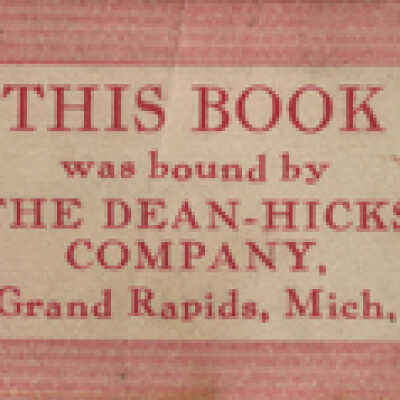 THIS BOOK
was bound by
THE DEAN-HICKS
COMPANY,
Grand Rapids, Mich,